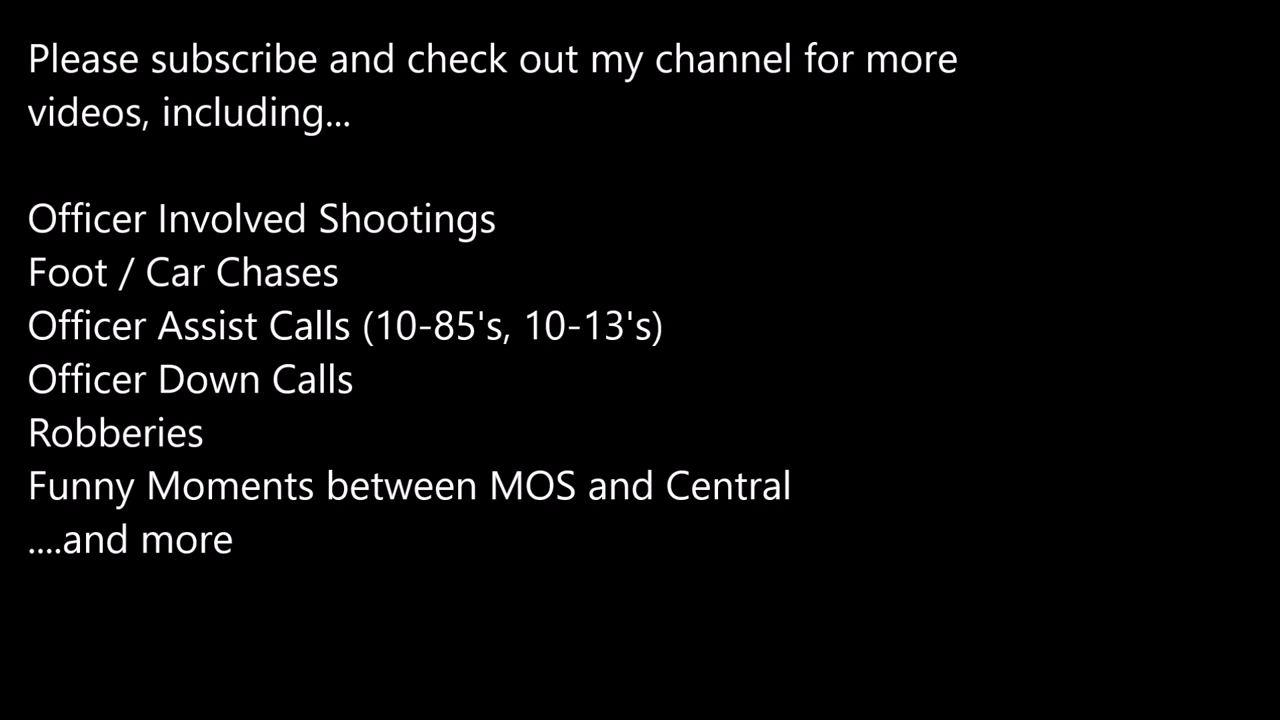 Please subscribe and check out my channel for more
videos, including...
Officer Involved Shootings
Foot / Car Chases
Officer Assist Calls (10-85's, 10-13's)
Officer Down Calls
Robberies
Funny Moments between MOS and Central
....and more